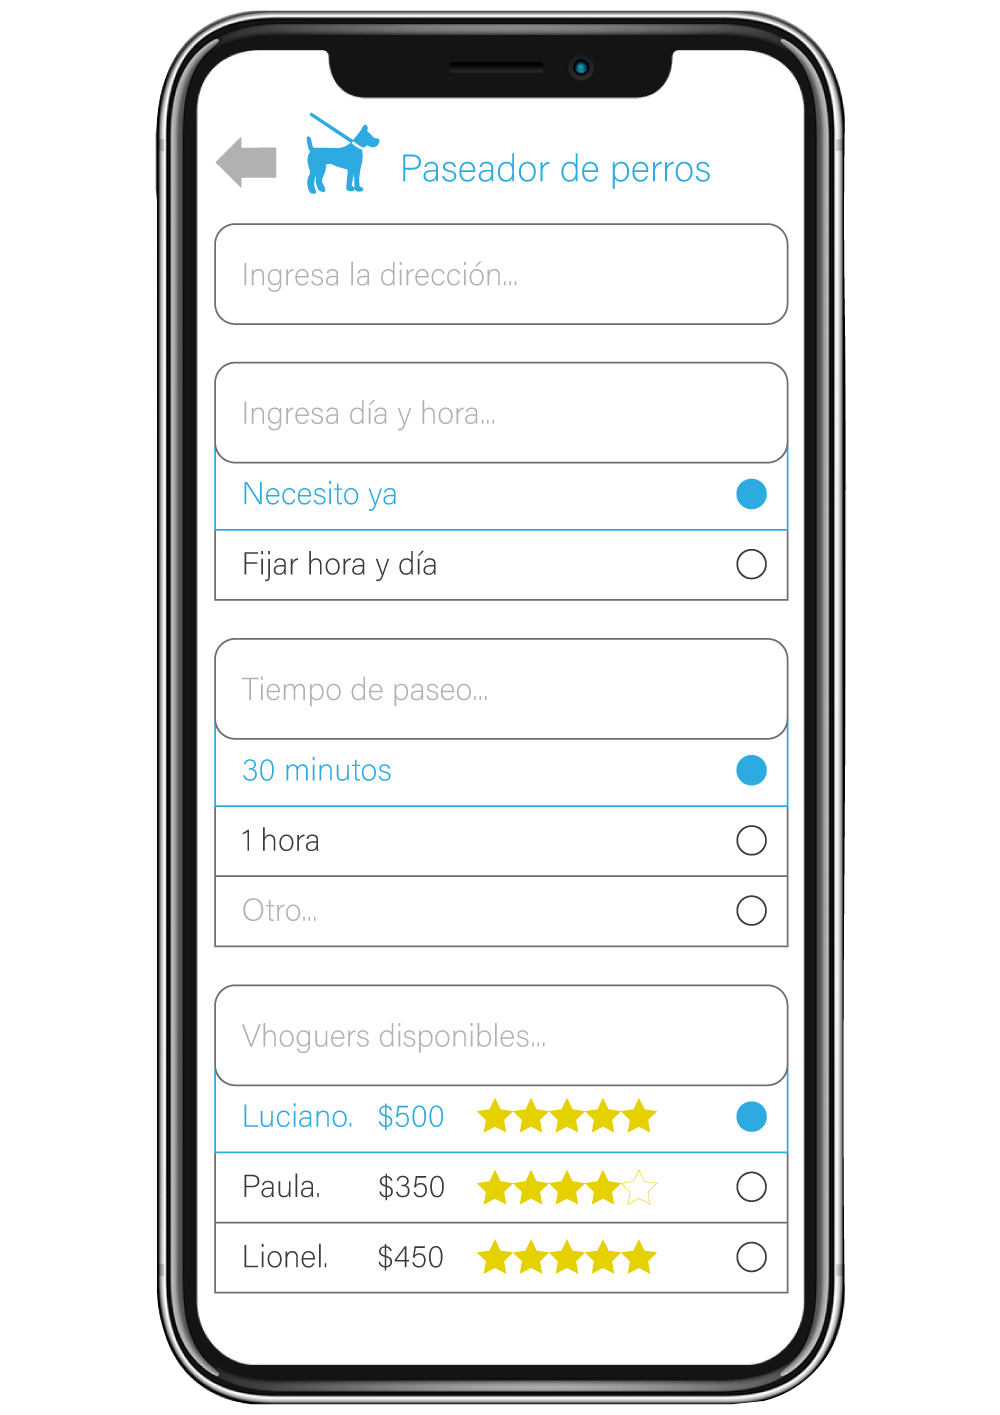 Paseador de perros
Ingresa la dirección...
Ingresa día y hora...
Necesito ya
Fijar hora y día
Tiempo de paseo...
30 minutos
1 hora
Otro...
Vhoguers disponibles...
Luciano. $500
Paula. $350
Lionel. $450